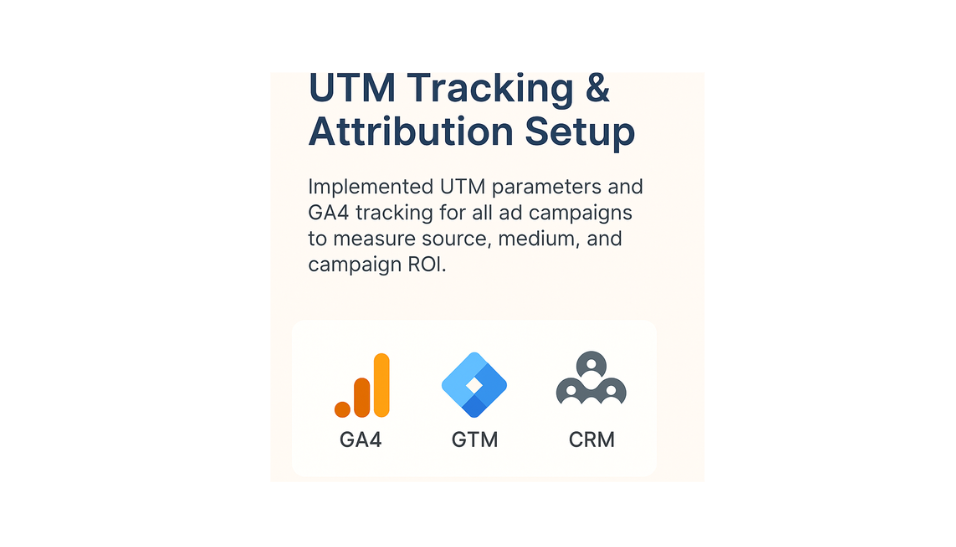 UTM Tracking &
Attribution Setup
Implemented UTM parameters and
GA4 tracking for all ad campaigns
to measure source, medium, and
campaign ROI.
GA4
GTM
CRM